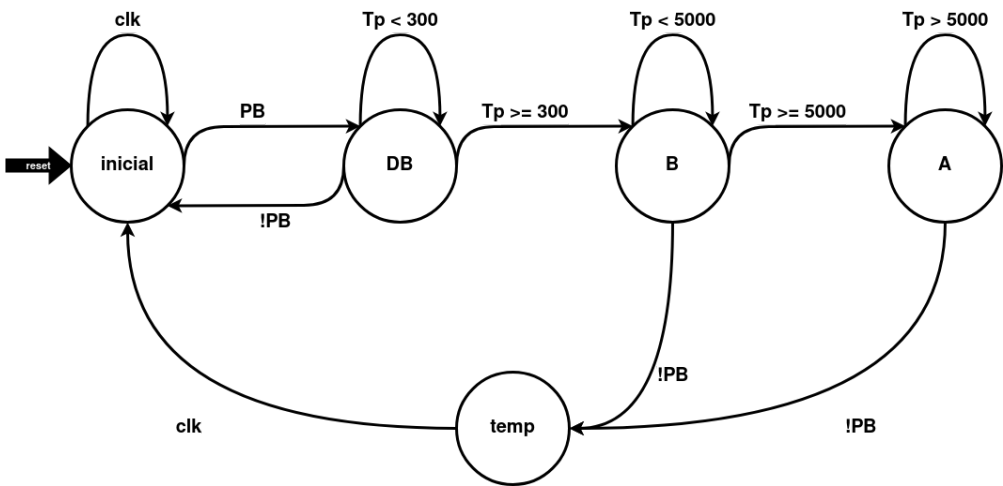 clk
Tp < 300
Tp < 5000
Tp > 5000
PB
Tp >= 300
Tp >= 5000
reset
inicial
DB
B
A
!PB
!PB
clk
temp
!PB